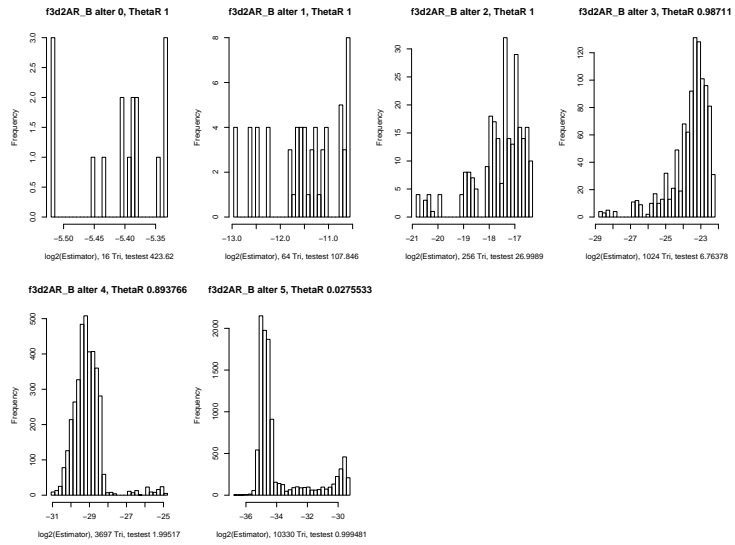 f3d2AR_B alter 0, ThetaR 1
Frequency
0.0 0.5 1.0 1.5 2.0 2.5 3.0
−5.50 −5.45 −5.40 −5.35
log2(Estimator), 16 Tri, testest 423.62
f3d2AR_B alter 1, ThetaR 1
Frequency
0 2 4 6 8
−13.0 −12.0 −11.0
log2(Estimator), 64 Tri, testest 107.846
f3d2AR_B alter 2, ThetaR 1
Frequency
0 5 10 15 20 25 30
−21 −20 −19 −18 −17
log2(Estimator), 256 Tri, testest 26.9989
f3d2AR_B alter 3, ThetaR 0.98711
Frequency
0 20 40 60 80 100 120
−29 −27 −25 −23
log2(Estimator), 1024 Tri, testest 6.76378
f3d2AR_B alter 4, ThetaR 0.893766
Frequency
0 100 200 300 400 500
−31 −29 −27 −25
log2(Estimator), 3697 Tri, testest 1.99517
f3d2AR_B alter 5, ThetaR 0.0275533
Frequency
0 500 1000 1500 2000
−36 −34 −32 −30
log2(Estimator), 10330 Tri, testest 0.999481